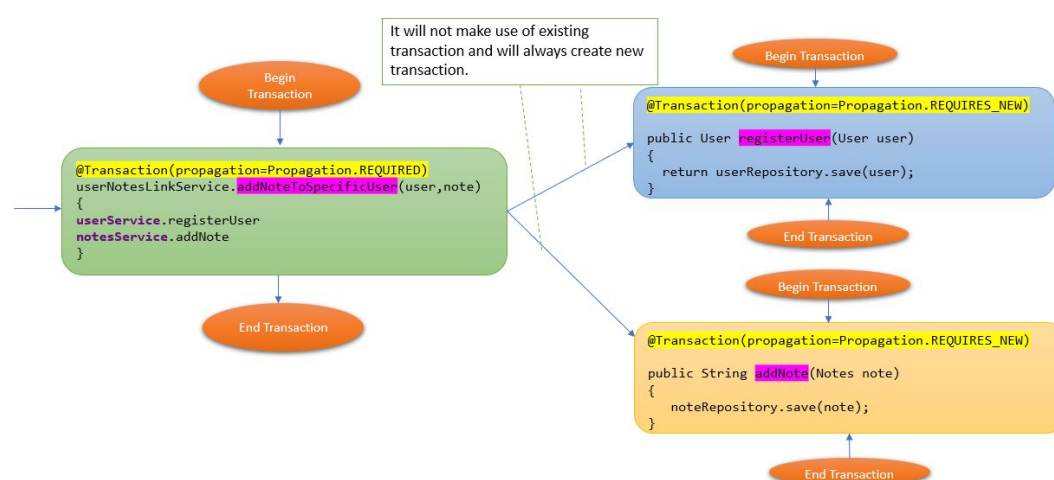 It will not make use of existing
transaction and will always create new
transaction.
Begin
Transaction
@Transaction(propagation=Propagation.REQUIRED)
userNotesLinkService.addNoteToSpecificUser(user,note)
{
userService.registerUser
notesService.addNote
}
End Transaction
Begin Transaction
@Transaction(propagation=Propagation.REQUIRES_NEW)
public User registerUser(User user)
{
return userRepository.save(user);
}
End Transaction
Begin Transaction
@Transaction(propagation=Propagation.REQUIRES_NEW)
public String addNote(Notes note)
{
noteRepository.save(note);
}
End Transaction